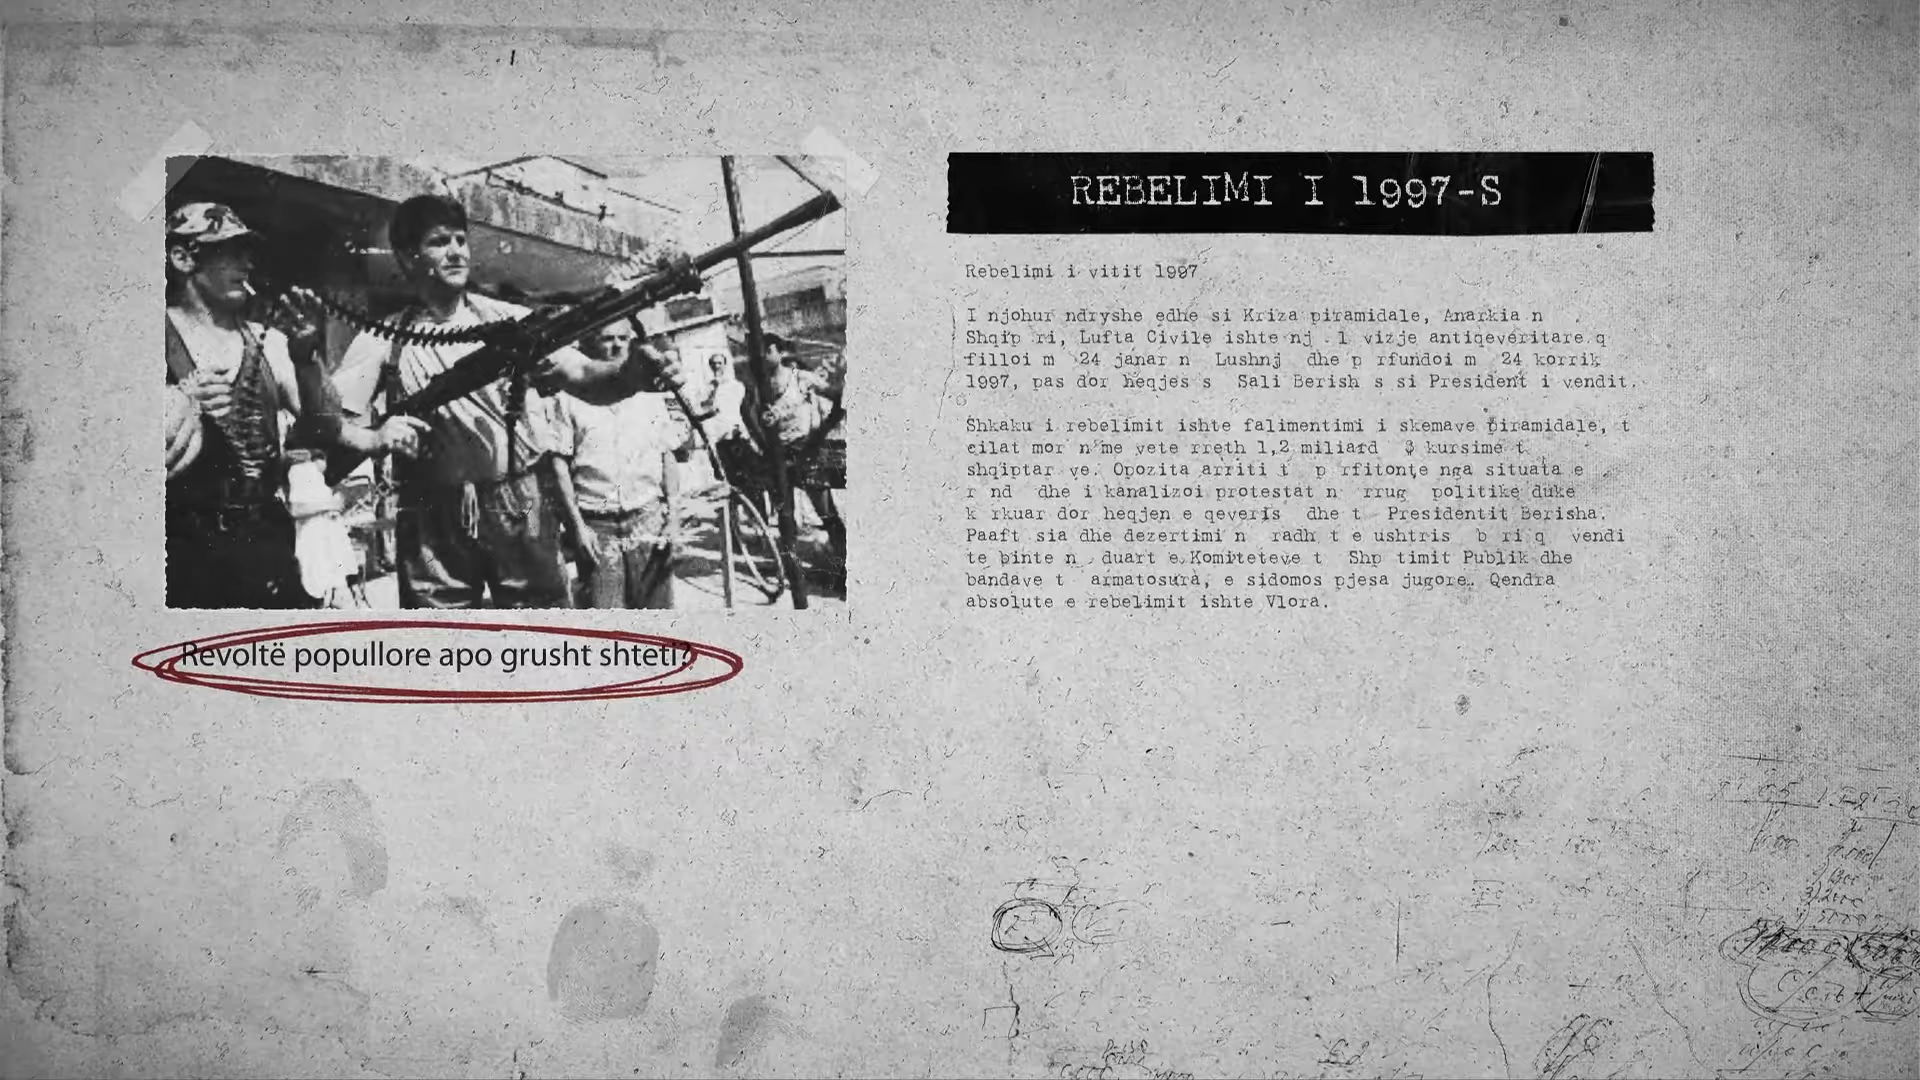 REBELIMI I 1997-S
Rebelimi i vitit 1997
I njohur ndryshe edhe si Kriza piramidale, Anarkia n
Shqip ri, Lufta Civile ishte nj l vizje antiqeveritare q
filloi m 24 janar n Lushnj dhe p rfundoi m 24 korrik
1997, pas dor heqjes s Sali Berish s si President i vendit.
Shkaku i rebelimit ishte falimentimi i skemave piramidale, t
cilat mor n me vete rreth 1,2 miliard $ kursime t
shqiptar ve. Opozita arriti t p rfitonte nga situata e
r nd dhe i kanalizoi protestat n rrug politike duke
k rkuar dor heqjen e qeveris dhe t Presidentit Berisha.
Paaft sia dhe dezertimi n radh t e ushtris b ri q vendi
te binte n duart e Komiteteve t Shp timit Publik dhe
bandave t armatosura, e sidomos pjesa jugore. Qendra
absolute e rebelimit ishte Vlora.
Revoltë popullore apo grusht shteti?